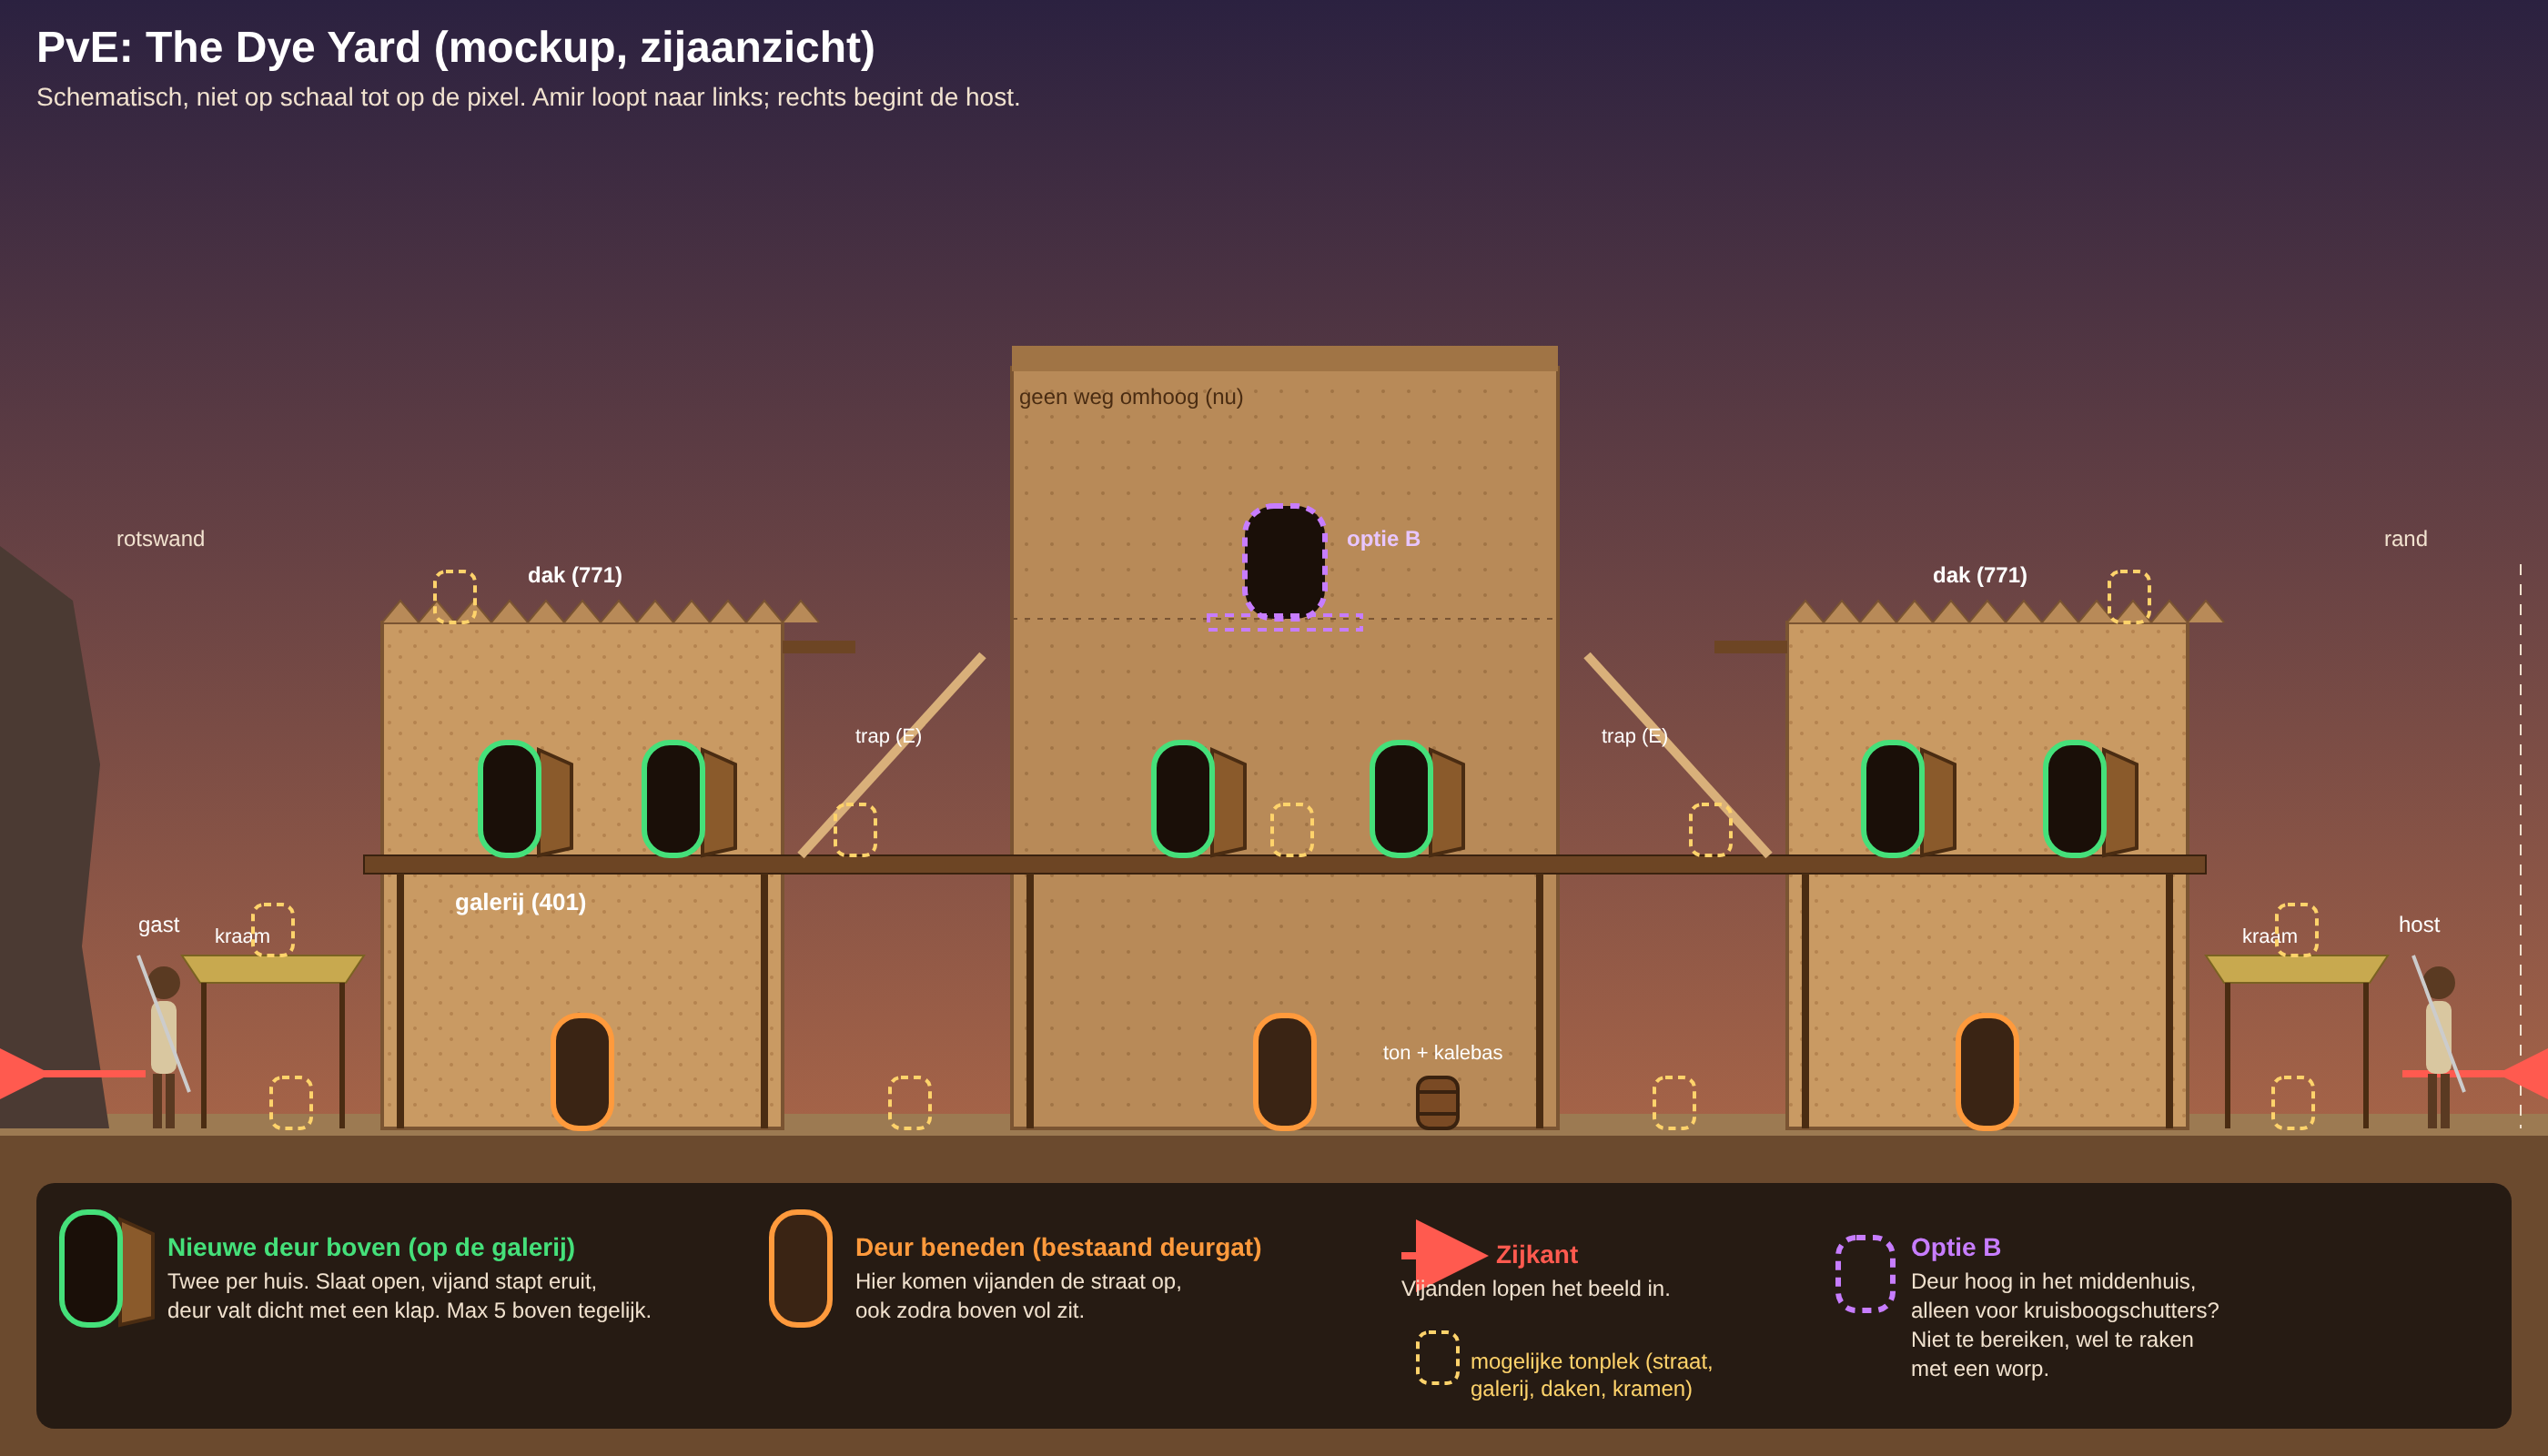 PvE: The Dye Yard (mockup, zijaanzicht)
Schematisch, niet op schaal tot op de pixel. Amir loopt naar links; rechts begint de host.
geen weg omhoog (nu)
rotswand
optie B
rand
dak (771)
dak (771)
trap (E)
trap (E)
galerij (401)
gast
kraam
kraam
host
ton + kalebas
Nieuwe deur boven (op de galerij)
Twee per huis. Slaat open, vijand stapt eruit,
deur valt dicht met een klap. Max 5 boven tegelijk.
Deur beneden (bestaand deurgat)
Hier komen vijanden de straat op,
ook zodra boven vol zit.
Zijkant
Vijanden lopen het beeld in.
mogelijke tonplek (straat,
galerij, daken, kramen)
Optie B
Deur hoog in het middenhuis,
alleen voor kruisboogschutters?
Niet te bereiken, wel te raken
met een worp.